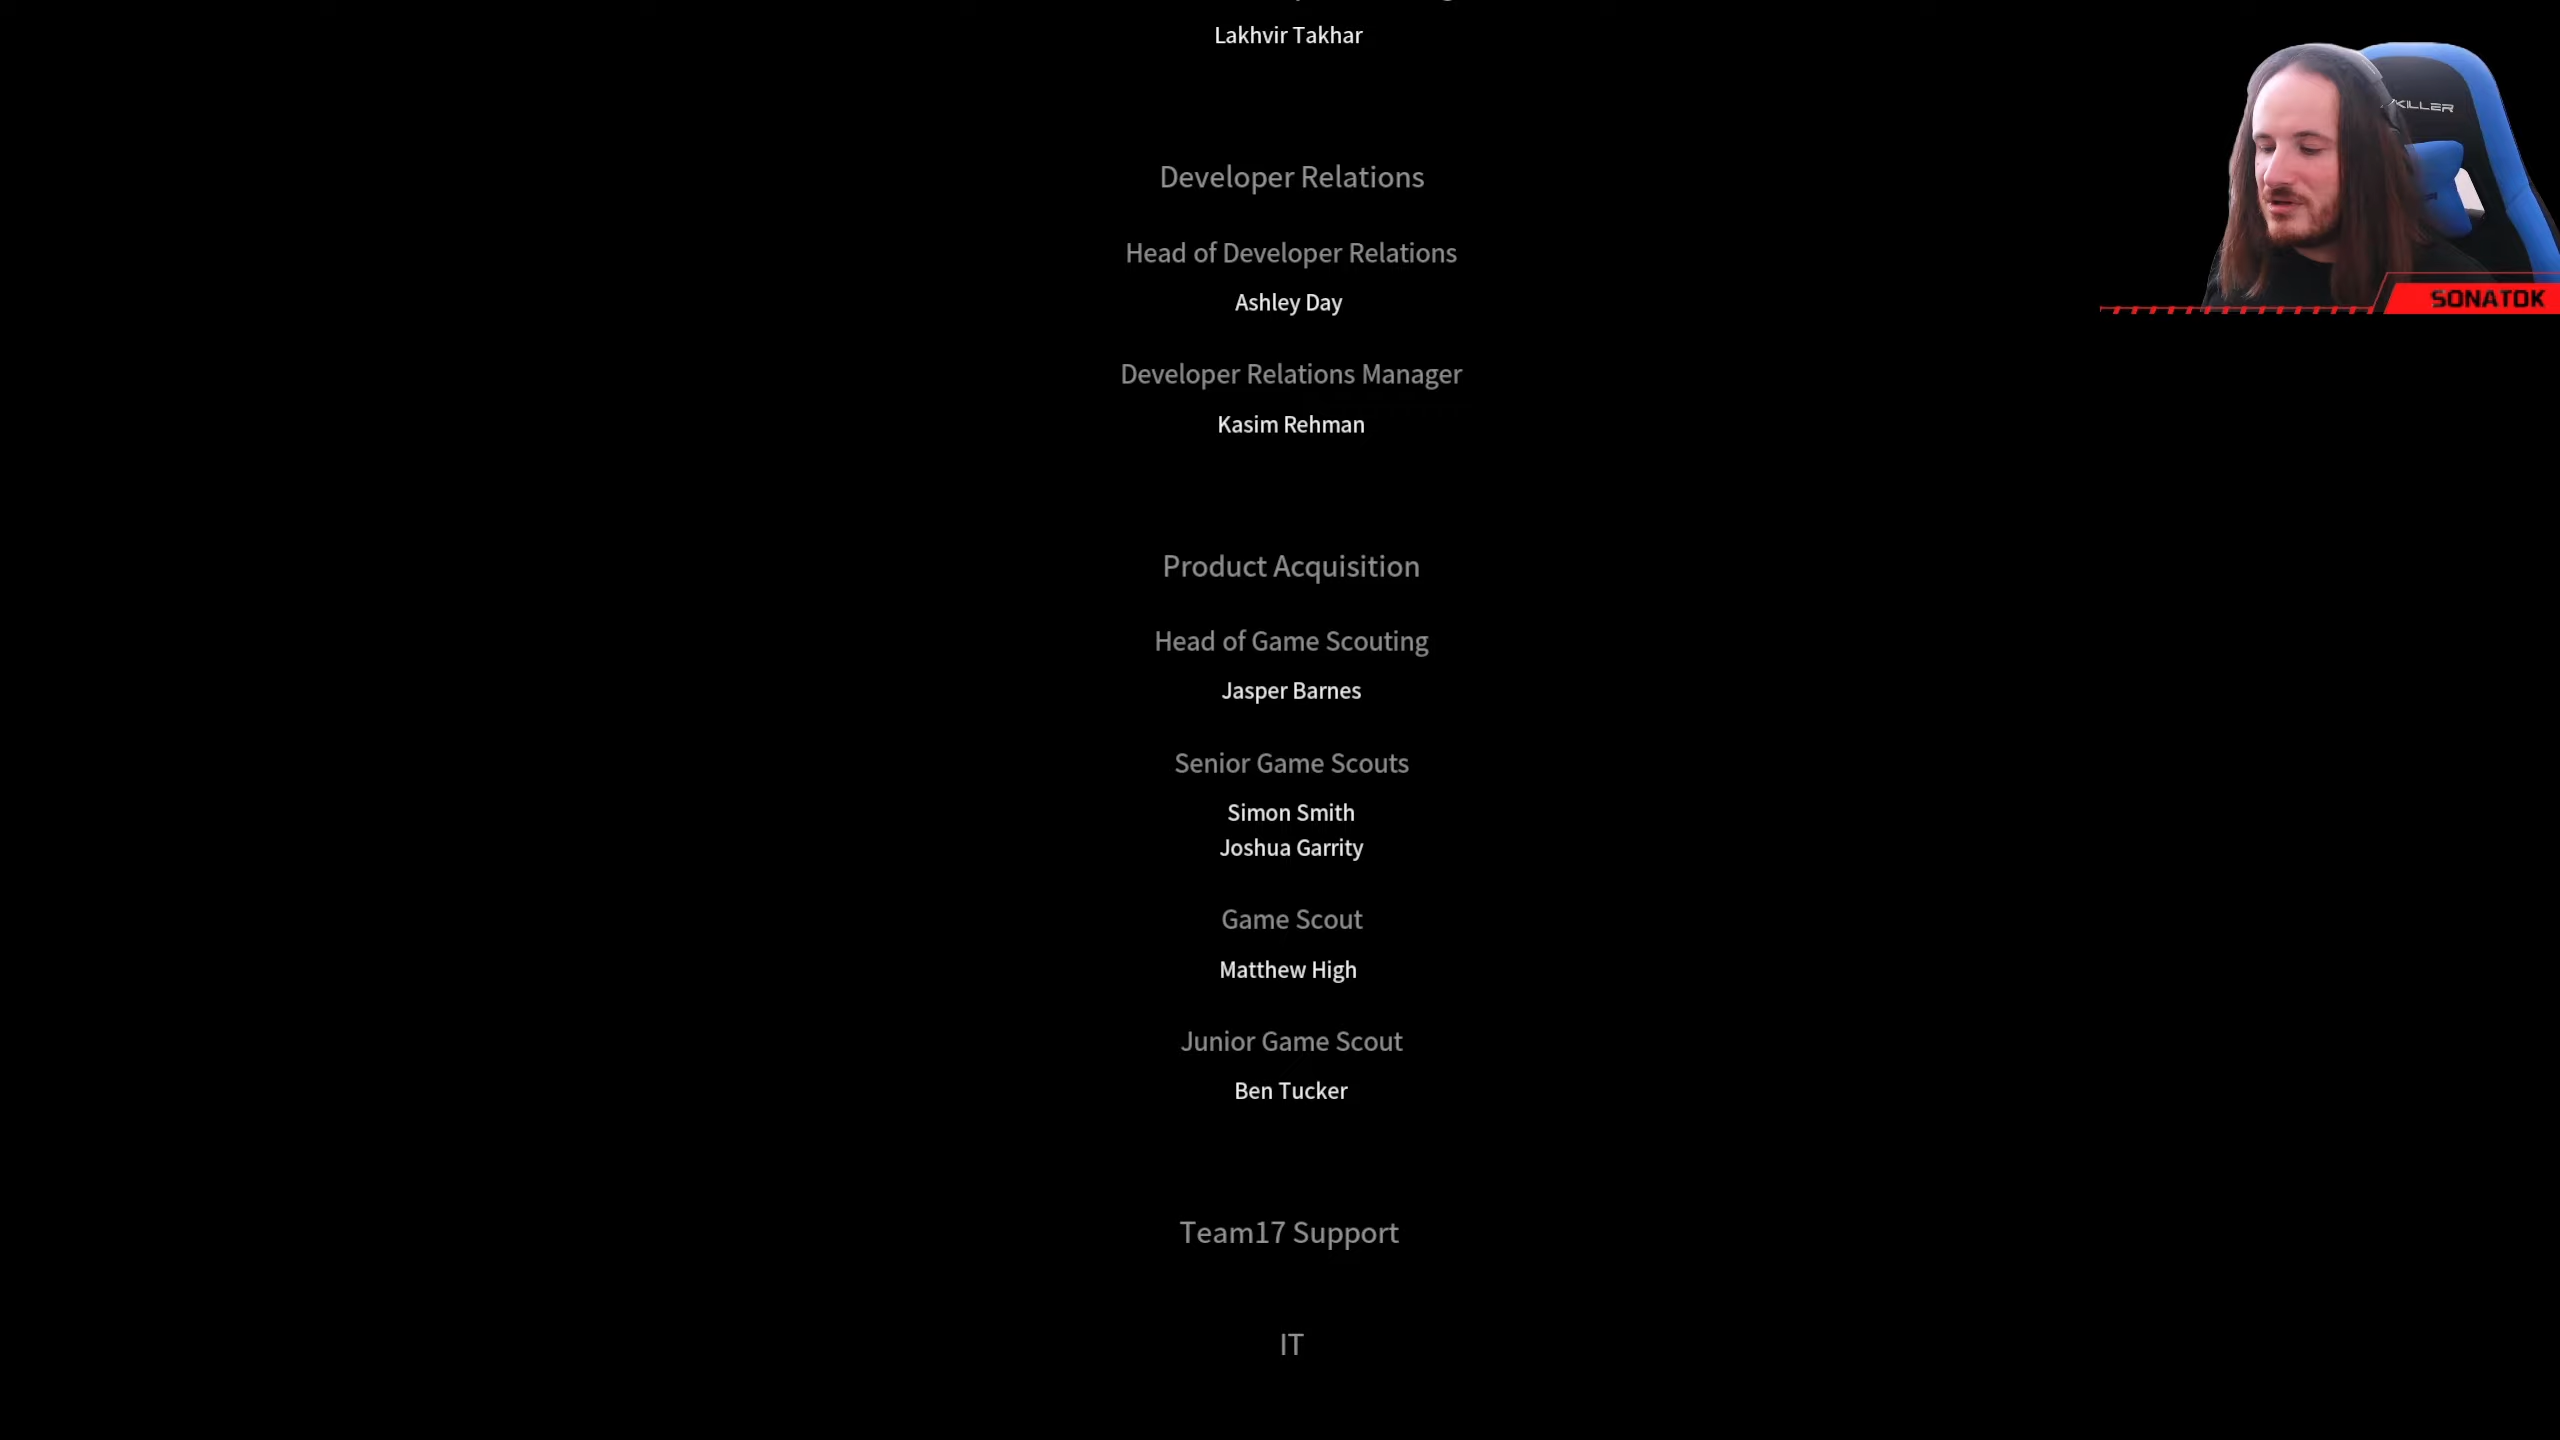 Lakhvir Takhar
Developer Relations
Head of Developer Relations
Ashley Day
Developer Relations Manager
Kasim Rehman
Product Acquisition
Head of Game Scouting
Jasper Barnes
Senior Game Scouts
Simon Smith
Joshua Garrity
Game Scout
Matthew High
Junior Game Scout
Ben Tucker
Team17 Support
IT
KILLER
SONATOK